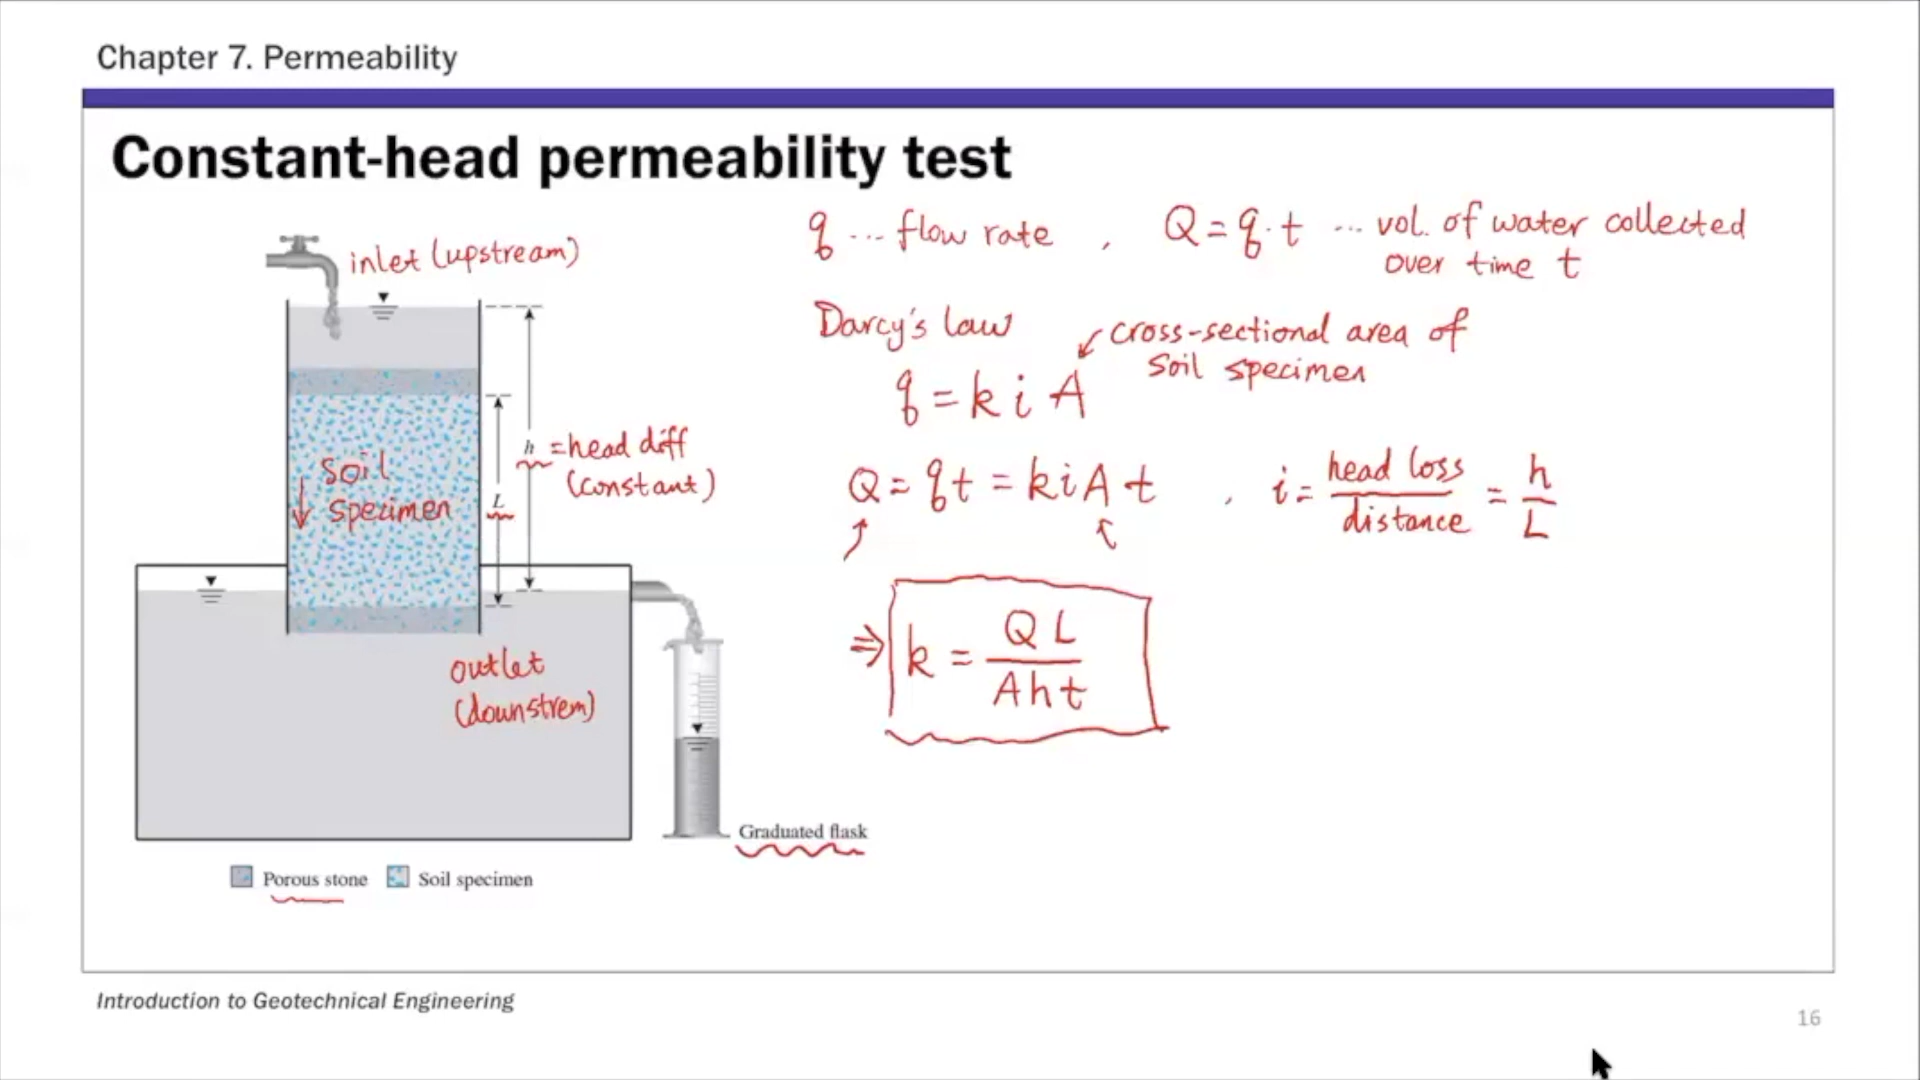 Chapter 7. Permeability
Constant-head permeability test
inlet (upstream)
h = head diff
(constant)
L
soil
specimen
outlet
(downstrem)
Graduated flask
Porous stone
Soil specimen
q ... flow rate , Q = q · t ... vol. of water collected
over time t
Darcy's law
cross-sectional area of
soil specimen
q = k i A
Q = qt = k i A t , i = head loss / distance = h / L
⇒ k = QL / Aht
Introduction to Geotechnical Engineering
16